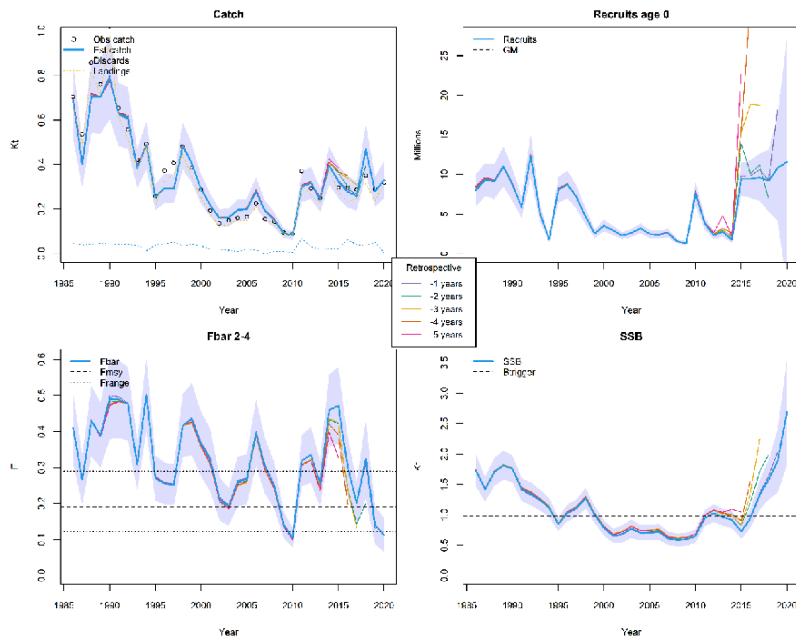 Catch
Obs catch
Est catch
Discards
Landings
Kt
0.0 0.2 0.4 0.6 0.8 1.0
1985 1990 1995 2000 2005 2010 2015 2020
Year
Recruits age 0
Recruits
GM
Millions
0 5 10 15 20 25
1985 1990 1995 2000 2005 2010 2015 2020
Year
Retrospective
-1 years
-2 years
-3 years
-4 years
-5 years
Fbar 2-4
Fbar
Fmsy
Frange
F
0.0 0.1 0.2 0.3 0.4 0.5 0.6
1985 1990 1995 2000 2005 2010 2015 2020
Year
SSB
SSB
Btrigger
Kt
0.0 0.5 1.0 1.5 2.0 2.5 3.0 3.5
1985 1990 1995 2000 2005 2010 2015 2020
Year